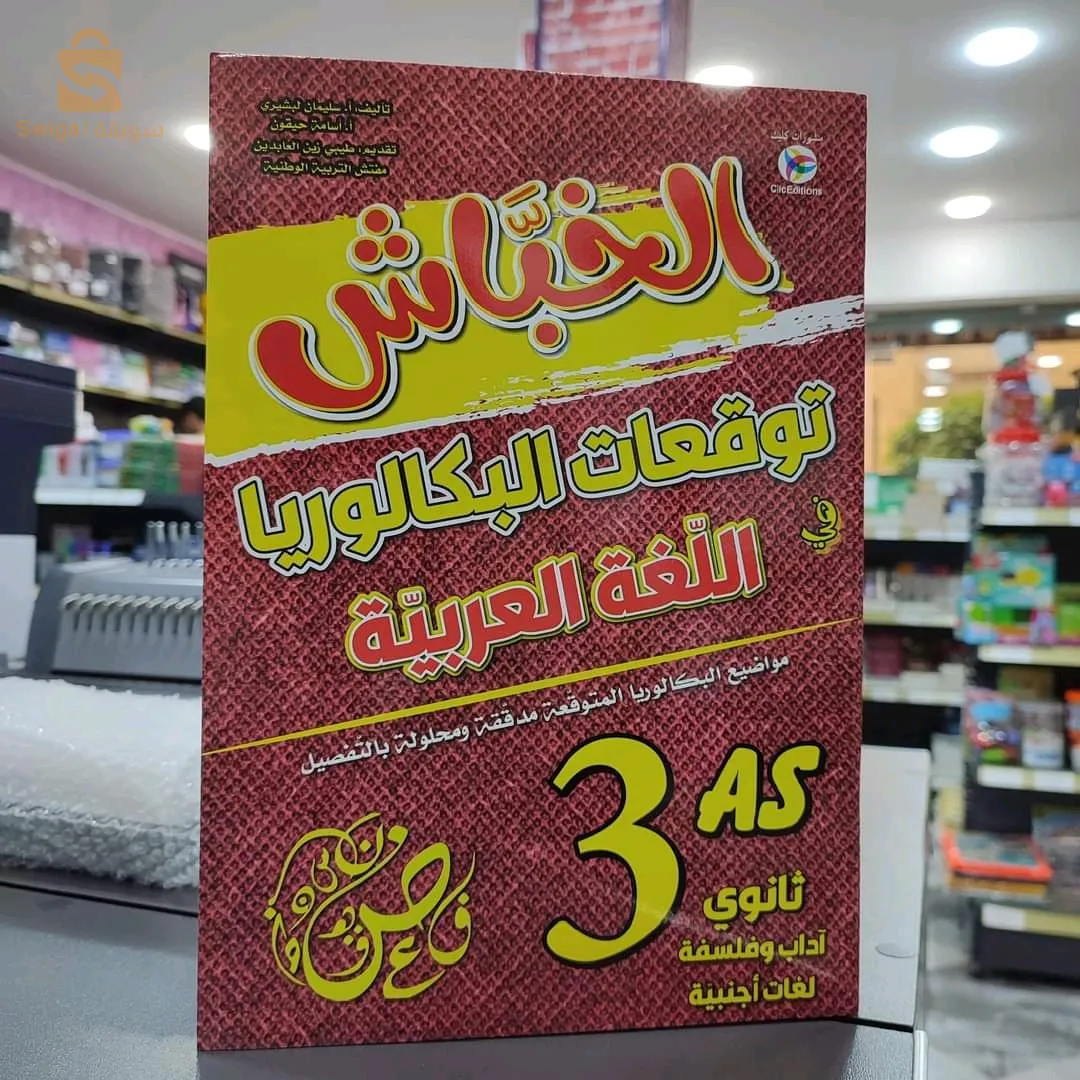 تأليف: أ. سليمان لبشيري
أ. أسامة حيقون
تقديم: طيبي زين العابدين
مفتش التربية الوطنية
منشورات كليك
ClicEditions
الخبَّاش
توقعات البكالوريا
في
اللّغة العربيّة
مواضيع البكالوريا المتوقعة مدققة ومحلولة بالتفصيل
3 AS
ثانوي
آداب وفلسفة
لغات أجنبية